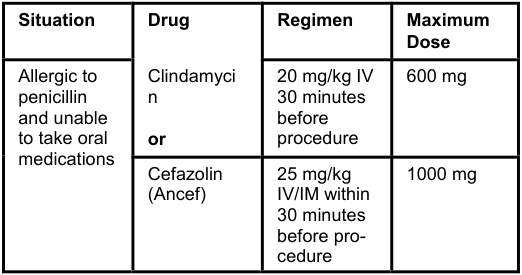 Situation
Drug
Regimen
Maximum
Dose
Allergic to
penicillin
and unable
to take oral
medications
Clindamyci
n
or
20 mg/kg IV
30 minutes
before
procedure
600 mg
Cefazolin
(Ancef)
25 mg/kg
IV/IM within
30 minutes
before pro-
cedure
1000 mg